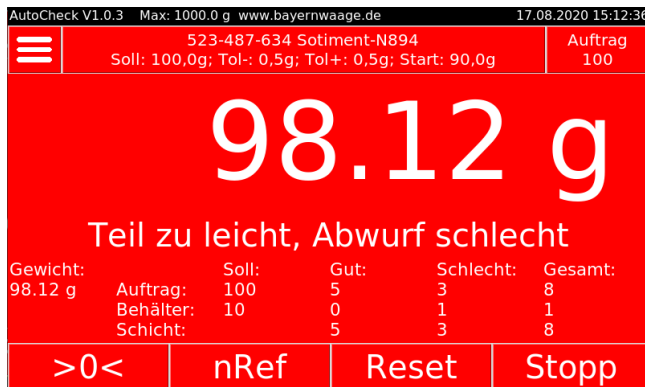 AutoCheck V1.0.3 Max: 1000.0 g www.bayernwaage.de 17.08.2020 15:12:36
523-487-634 Sotiment-N894
Soll: 100,0g; Tol-: 0,5g; Tol+: 0,5g; Start: 90,0g
Auftrag
100
98.12 g
Teil zu leicht, Abwurf schlecht
Gewicht: Soll: Gut: Schlecht: Gesamt:
98.12 g Auftrag: 100 5 3 8
Behälter: 10 0 1 1
Schicht: 5 3 8
>0< nRef Reset Stopp